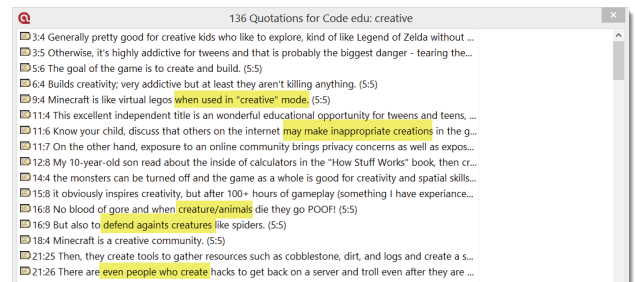 136 Quotations for Code edu: creative
3:4 Generally pretty good for creative kids who like to explore, kind of like Legend of Zelda without ...
3:5 Otherwise, it's highly addictive for tweens and that is probably the biggest danger - tearing the...
5:6 The goal of the game is to create and build. (5:5)
6:4 Builds creativity; very addictive but at least they aren't killing anything. (5:5)
9:4 Minecraft is like virtual legos when used in "creative" mode. (5:5)
11:4 This excellent independent title is an wonderful educational opportunity for tweens and teens, ...
11:6 Know your child, discuss that others on the internet may make inappropriate creations in the g...
11:7 On the other hand, exposure to an online community brings privacy concerns as well as expos...
12:8 My 10-year-old son read about the inside of calculators in the "How Stuff Works" book, then cr...
14:4 the monsters can be turned off and the game as a whole is good for creativity and spatial skills...
15:8 it obviously inspires creativity, but after 100+ hours of gameplay (something I have experiance...
16:8 No blood of gore and when creature/animals die they go POOF! (5:5)
16:9 But also to defend againts creatures like spiders. (5:5)
18:4 Minecraft is a creative community. (5:5)
21:25 Then, they create tools to gather resources such as cobblestone, dirt, and logs and create a s...
21:26 There are even people who create hacks to get back on a server and troll even after they are ...